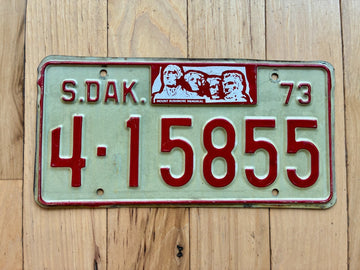 S.DAK. 73
MOUNT RUSHMORE MEMORIAL
4-15855